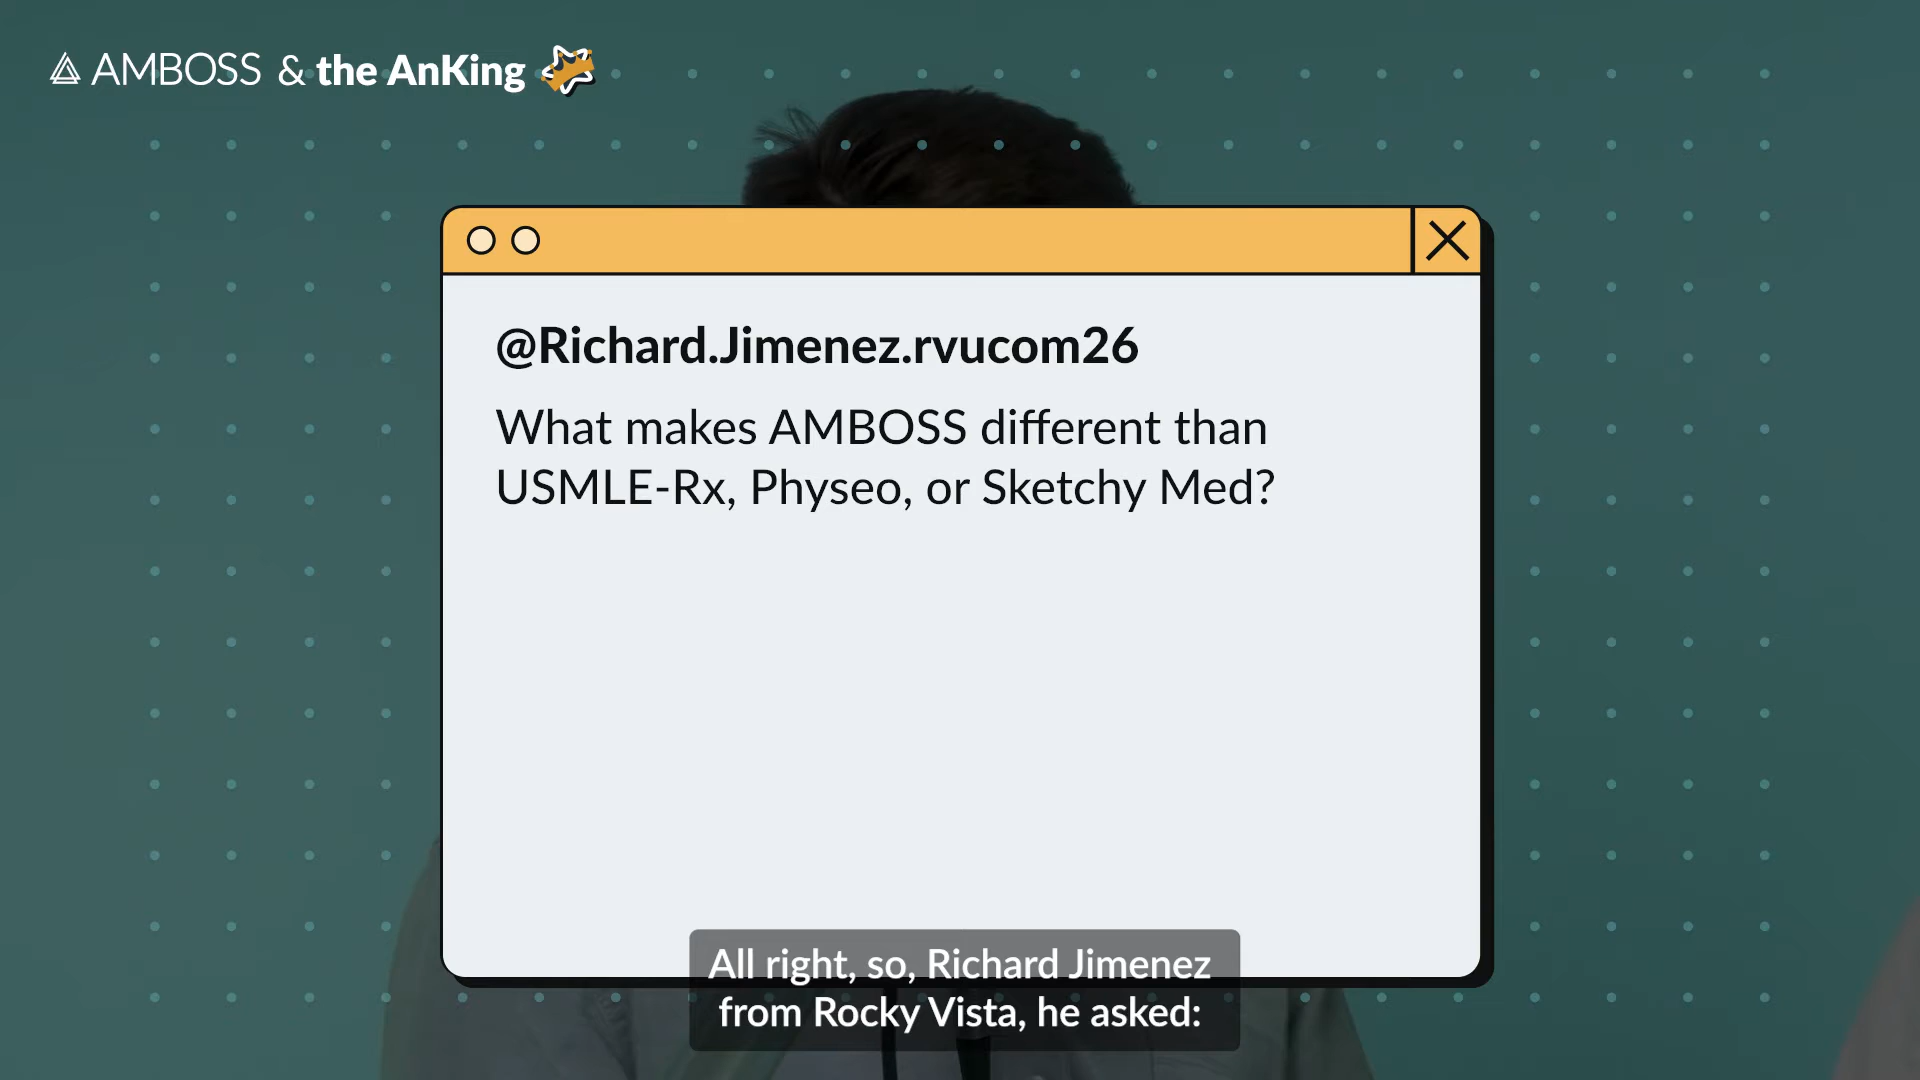 AMBOSS & the AnKing
@Richard.Jimenez.rvucom26
What makes AMBOSS different than
USMLE-Rx, Physeo, or Sketchy Med?
All right, so, Richard Jimenez
from Rocky Vista, he asked: